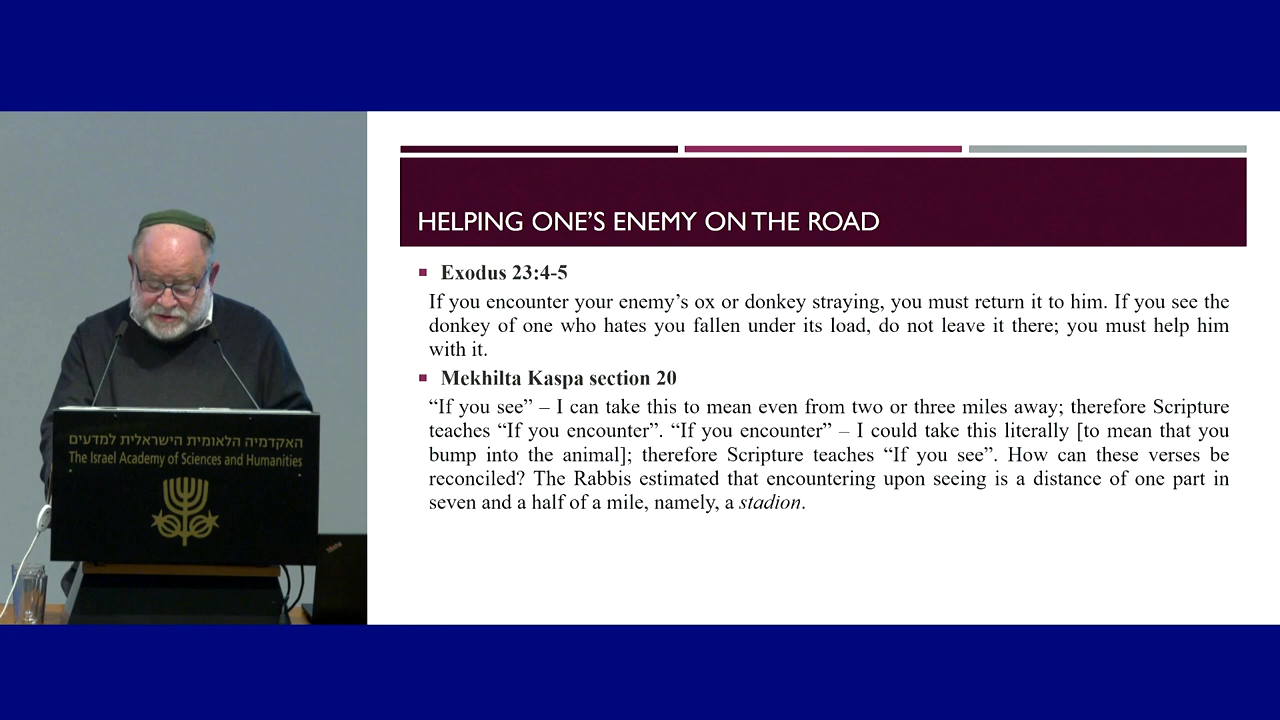 האקדמיה הלאומית הישראלית למדעים
The Israel Academy of Sciences and Humanities
HELPING ONE'S ENEMY ON THE ROAD
Exodus 23:4-5
If you encounter your enemy's ox or donkey straying, you must return it to him. If you see the
donkey of one who hates you fallen under its load, do not leave it there; you must help him
with it.
Mekhilta Kaspa section 20
“If you see” – I can take this to mean even from two or three miles away; therefore Scripture
teaches “If you encounter”. “If you encounter” – I could take this literally [to mean that you
bump into the animal]; therefore Scripture teaches “If you see”. How can these verses be
reconciled? The Rabbis estimated that encountering upon seeing is a distance of one part in
seven and a half of a mile, namely, a stadion.